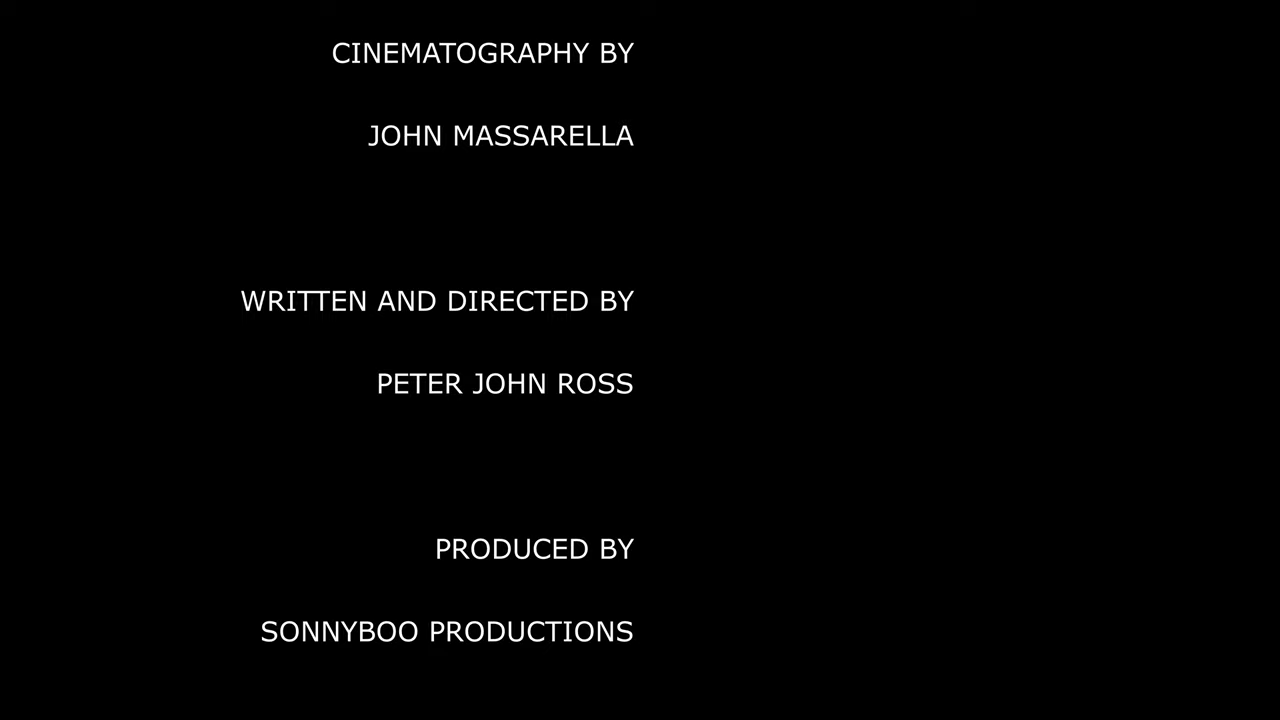 CINEMATOGRAPHY BY
JOHN MASSARELLA
WRITTEN AND DIRECTED BY
PETER JOHN ROSS
PRODUCED BY
SONNYBOO PRODUCTIONS